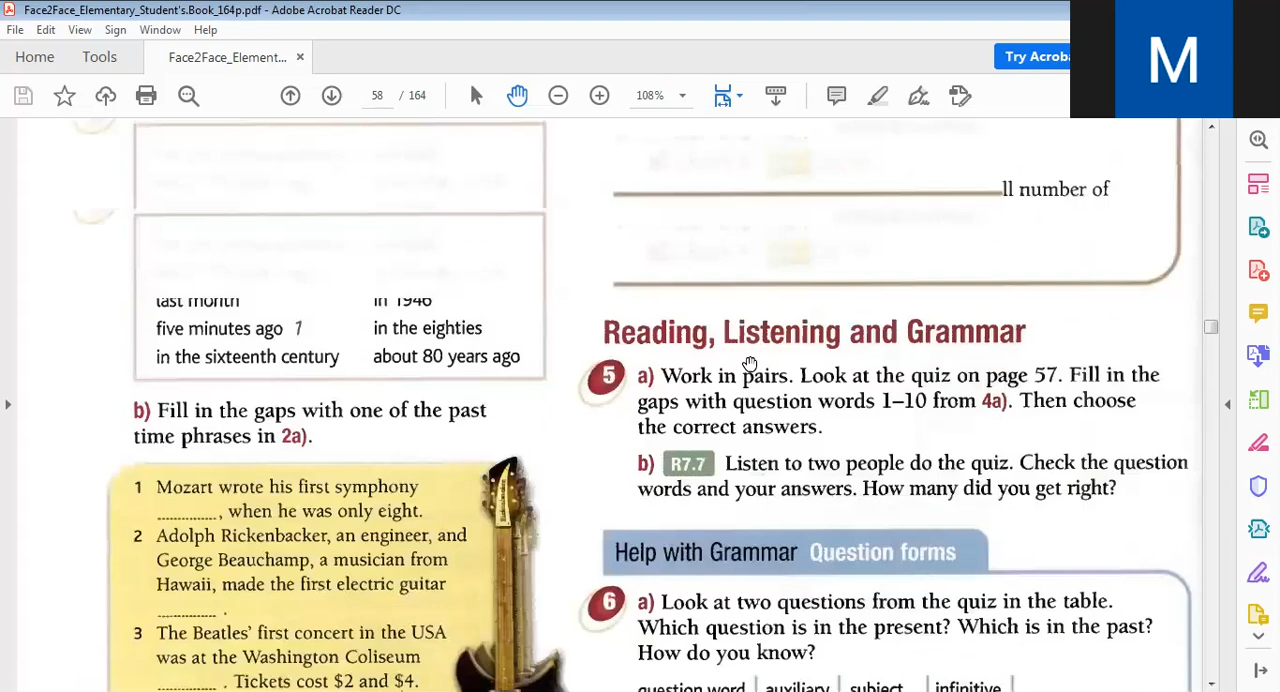 Face2Face_Elementary_Student's.Book_164p.pdf - Adobe Acrobat Reader DC
File Edit View Sign Window Help
Home Tools Face2Face_Element... × Try Acroba
58 / 164 108%
M
last month in 1946
five minutes ago 1 in the eighties
in the sixteenth century about 80 years ago
b) Fill in the gaps with one of the past
time phrases in 2a).
1 Mozart wrote his first symphony
.............. , when he was only eight.
2 Adolph Rickenbacker, an engineer, and
George Beauchamp, a musician from
Hawaii, made the first electric guitar
.............. .
3 The Beatles' first concert in the USA
was at the Washington Coliseum
.............. . Tickets cost $2 and $4.
ll number of
Reading, Listening and Grammar
5 a) Work in pairs. Look at the quiz on page 57. Fill in the
gaps with question words 1–10 from 4a). Then choose
the correct answers.
b) R7.7 Listen to two people do the quiz. Check the question
words and your answers. How many did you get right?
Help with Grammar Question forms
6 a) Look at two questions from the quiz in the table.
Which question is in the present? Which is in the past?
How do you know?
question word auxiliary subject infinitive